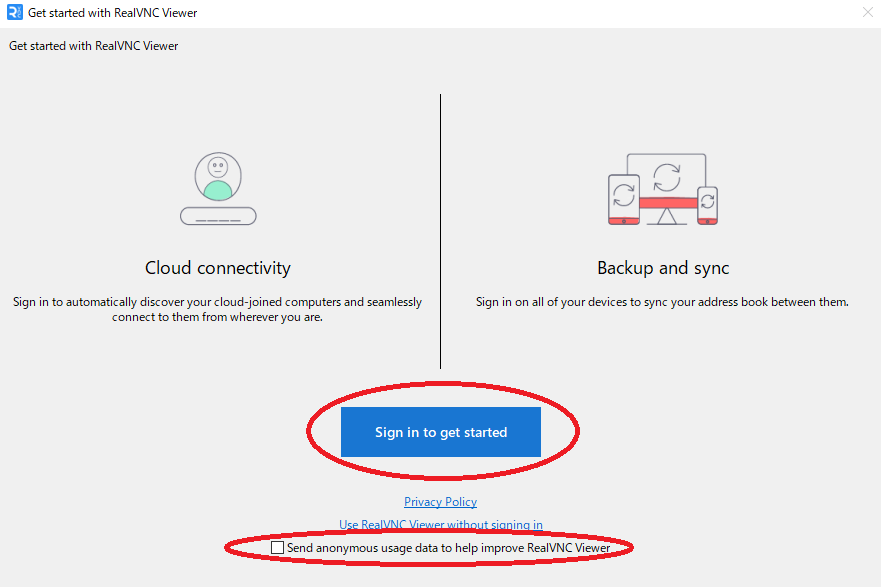 Get started with RealVNC Viewer
Get started with RealVNC Viewer
Cloud connectivity
Sign in to automatically discover your cloud-joined computers and seamlessly
connect to them from wherever you are.
Backup and sync
Sign in on all of your devices to sync your address book between them.
Sign in to get started
Privacy Policy
Use RealVNC Viewer without signing in
Send anonymous usage data to help improve RealVNC Viewer